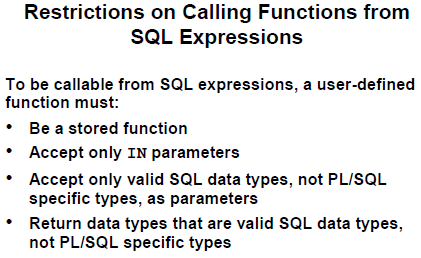 Restrictions on Calling Functions from
SQL Expressions
To be callable from SQL expressions, a user-defined
function must:
• Be a stored function
• Accept only IN parameters
• Accept only valid SQL data types, not PL/SQL
specific types, as parameters
• Return data types that are valid SQL data types,
not PL/SQL specific types